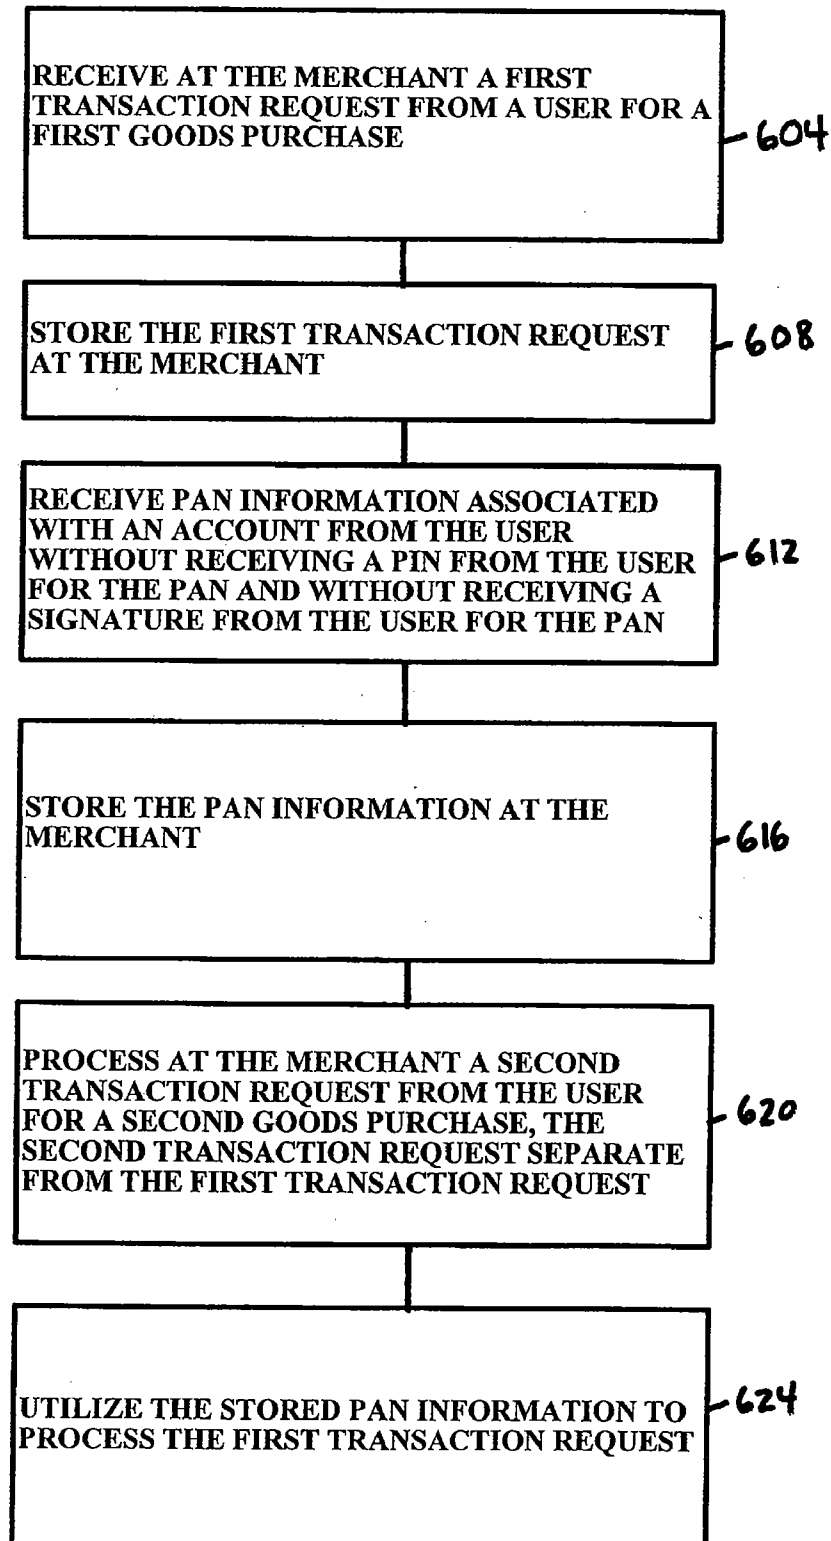 RECEIVE AT THE MERCHANT A FIRST
TRANSACTION REQUEST FROM A USER FOR A
FIRST GOODS PURCHASE
604
STORE THE FIRST TRANSACTION REQUEST
AT THE MERCHANT
608
RECEIVE PAN INFORMATION ASSOCIATED
WITH AN ACCOUNT FROM THE USER
WITHOUT RECEIVING A PIN FROM THE USER
FOR THE PAN AND WITHOUT RECEIVING A
SIGNATURE FROM THE USER FOR THE PAN
612
STORE THE PAN INFORMATION AT THE
MERCHANT
616
PROCESS AT THE MERCHANT A SECOND
TRANSACTION REQUEST FROM THE USER
FOR A SECOND GOODS PURCHASE, THE
SECOND TRANSACTION REQUEST SEPARATE
FROM THE FIRST TRANSACTION REQUEST
620
UTILIZE THE STORED PAN INFORMATION TO
PROCESS THE FIRST TRANSACTION REQUEST
624